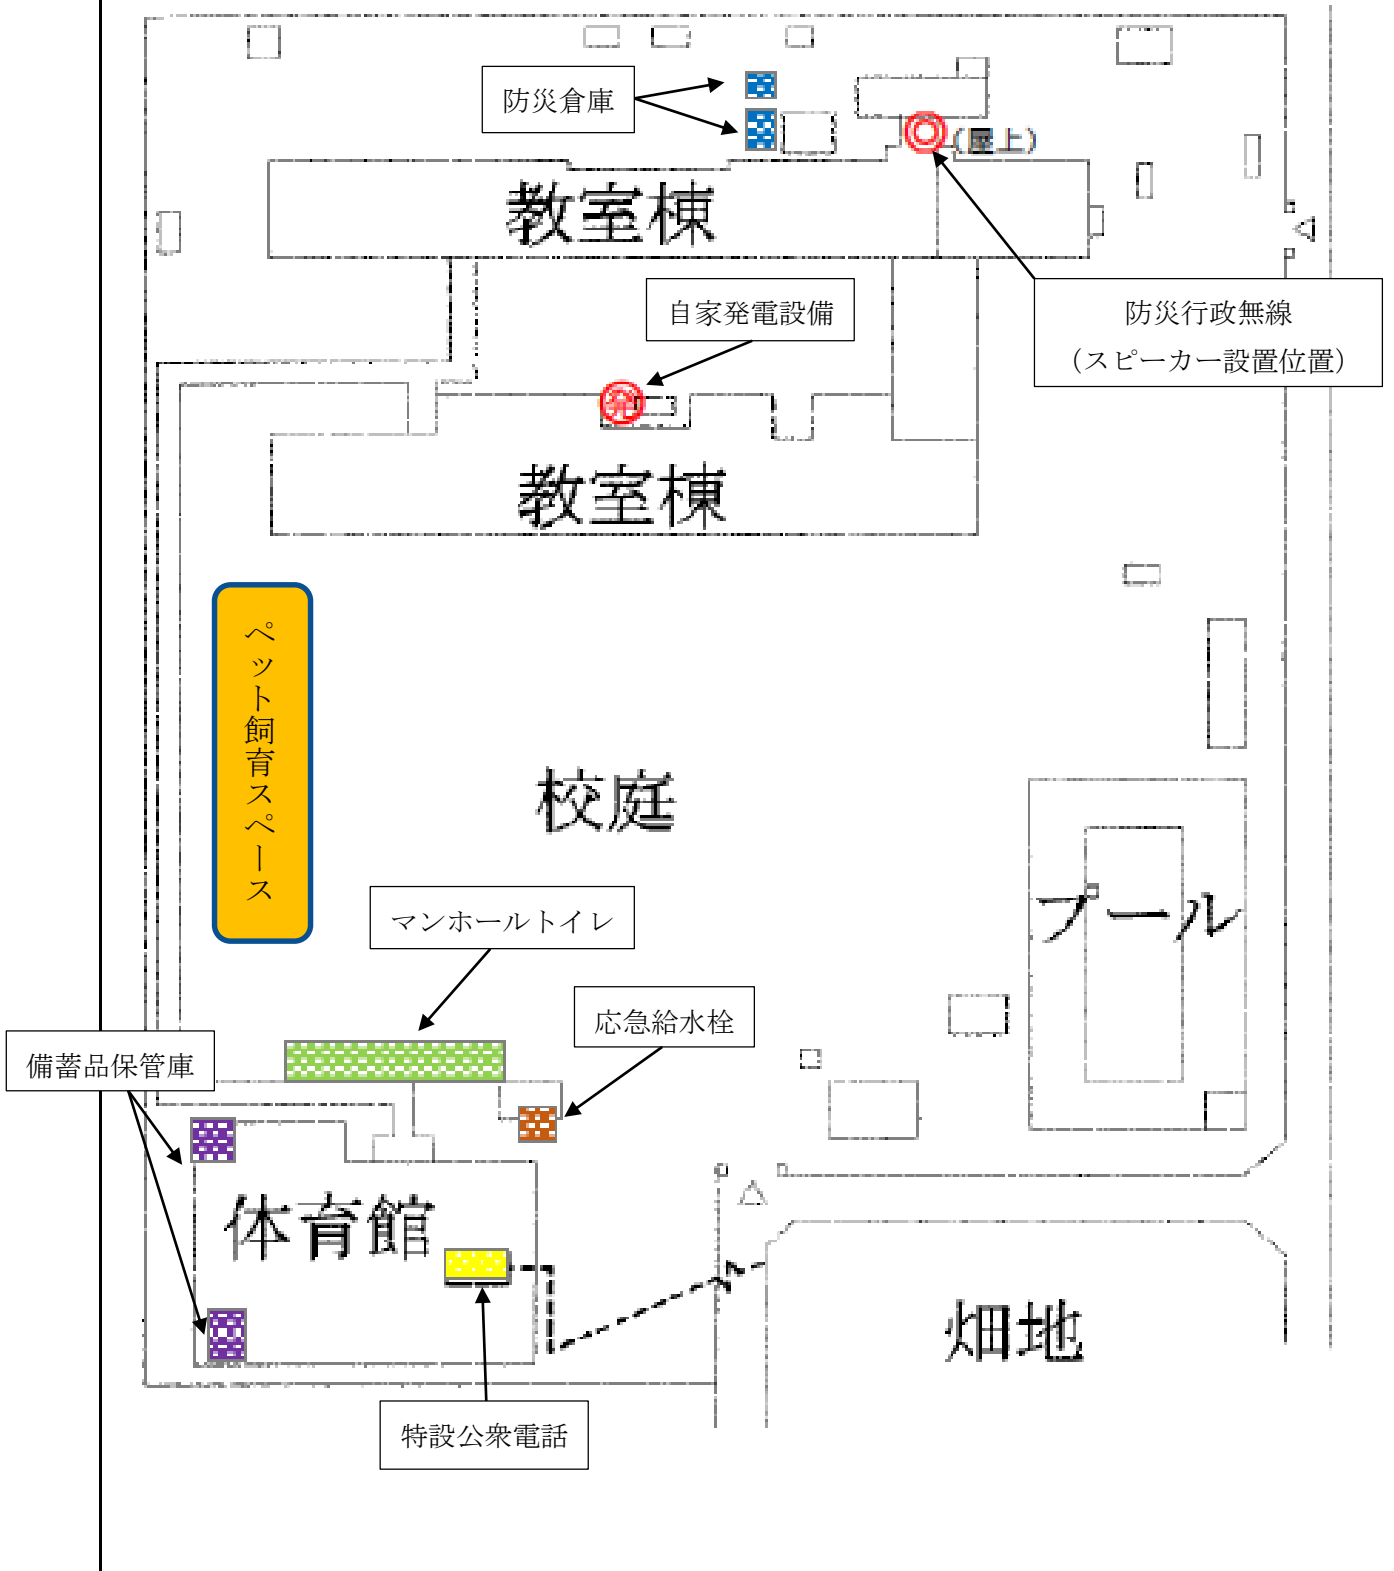 防災倉庫
(屋上)
教室棟
自家発電設備
防災行政無線
(スピーカー設置位置)
発
教室棟
ペット飼育スペース
校庭
プール
マンホールトイレ
応急給水栓
備蓄品保管庫
体育館
畑地
特設公衆電話